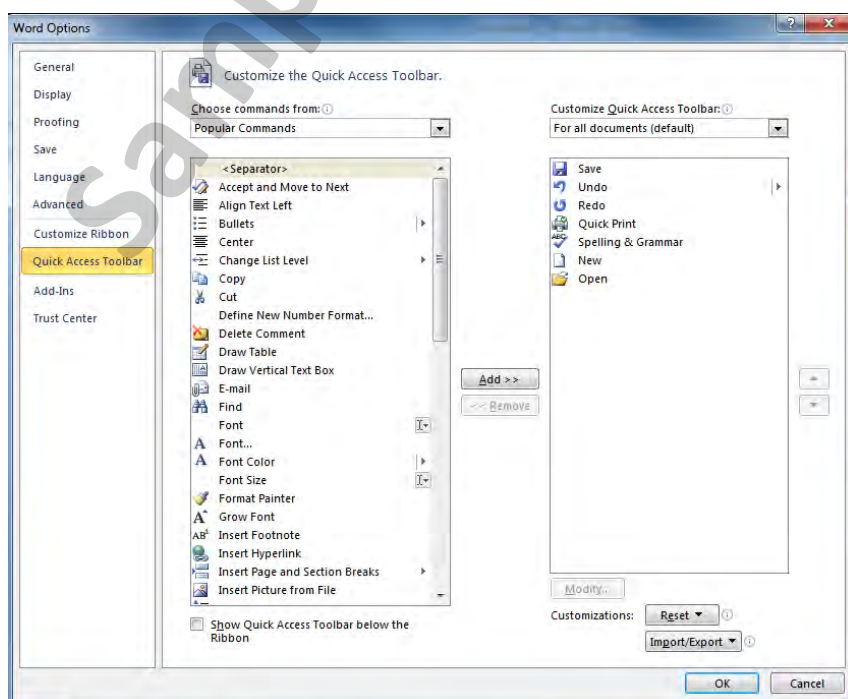 Word Options
General
Display
Proofing
Save
Language
Advanced
Customize Ribbon
Quick Access Toolbar
Add-Ins
Trust Center
Customize the Quick Access Toolbar.
Choose commands from:
Popular Commands
<Separator>
Accept and Move to Next
Align Text Left
Bullets
Center
Change List Level
Copy
Cut
Define New Number Format...
Delete Comment
Draw Table
Draw Vertical Text Box
E-mail
Find
Font
Font...
Font Color
Font Size
Format Painter
Grow Font
Insert Footnote
Insert Hyperlink
Insert Page and Section Breaks
Insert Picture from File
Show Quick Access Toolbar below the
Ribbon
Add >>
<< Remove
Customize Quick Access Toolbar:
For all documents (default)
Save
Undo
Redo
Quick Print
Spelling & Grammar
New
Open
Modify...
Customizations:
Reset
Import/Export
OK
Cancel
Samp